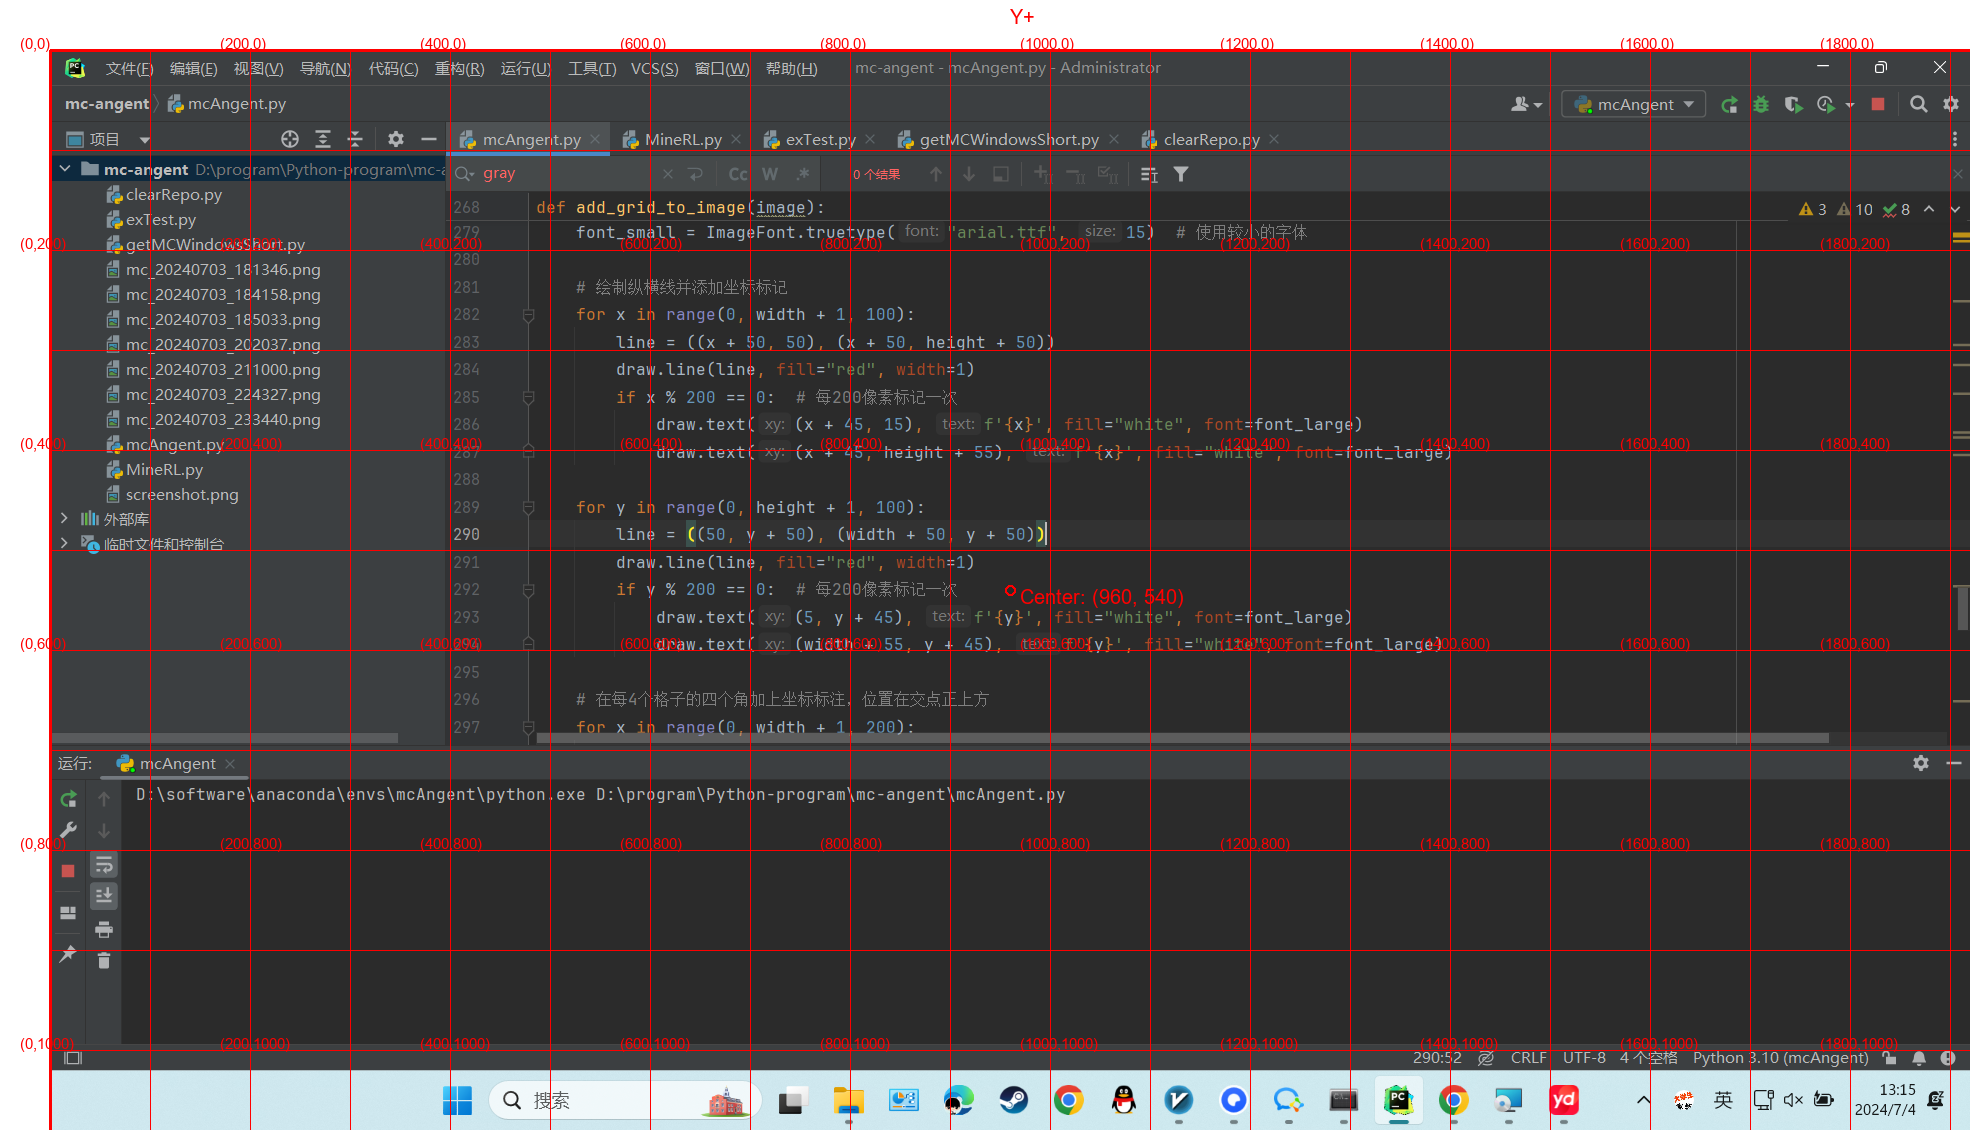 Y+
(0,0) (200,0) (400,0) (600,0) (800,0) (1000,0) (1200,0) (1400,0) (1600,0) (1800,0)
文件(F) 编辑(E) 视图(V) 导航(N) 代码(C) 重构(R) 运行(U) 工具(T) VCS(S) 窗口(W) 帮助(H) mc-angent - mcAngent.py - Administrator
mc-angent mcAngent.py mcAngent
项目 mcAngent.py MineRL.py exTest.py getMCWindowsShort.py clearRepo.py
mc-angent D:\program\Python-program\mc-a
gray Cc W .* 0 个结果
clearRepo.py
exTest.py
getMCWindowsShort.py
mc_20240703_181346.png
mc_20240703_184158.png
mc_20240703_185033.png
mc_20240703_202037.png
mc_20240703_211000.png
mc_20240703_224327.png
mc_20240703_233440.png
mcAngent.py
MineRL.py
screenshot.png
外部库
临时文件和控制台
268 def add_grid_to_image(image): 3 10 8
279 font_small = ImageFont.truetype( font: "arial.ttf", size: 15) # 使用较小的字体
(0,200) (200,200) (400,200) (600,200) (800,200) (1000,200) (1200,200) (1400,200) (1600,200) (1800,200)
280
281 # 绘制纵横线并添加坐标标记
282 for x in range(0, width + 1, 100):
283 line = ((x + 50, 50), (x + 50, height + 50))
284 draw.line(line, fill="red", width=1)
285 if x % 200 == 0: # 每200像素标记一次
286 draw.text( xy: (x + 45, 15), text: f'{x}', fill="white", font=font_large)
(0,400) (200,400) (400,400) (600,400) (800,400) (1000,400) (1200,400) (1400,400) (1600,400) (1800,400)
287 draw.text( xy: (x + 45, height + 55), text: f'{x}', fill="white", font=font_large)
288
289 for y in range(0, height + 1, 100):
290 line = ((50, y + 50), (width + 50, y + 50))
291 draw.line(line, fill="red", width=1)
292 if y % 200 == 0: # 每200像素标记一次
Center: (960, 540)
293 draw.text( xy: (5, y + 45), text: f'{y}', fill="white", font=font_large)
(0,600) (200,600) (400,600) (600,600) (800,600) (1000,600) (1200,600) (1400,600) (1600,600) (1800,600)
294 draw.text( xy: (width + 55, y + 45), text: f'{y}', fill="white", font=font_large)
295
296 # 在每4个格子的四个角加上坐标标注，位置在交点正上方
297 for x in range(0, width + 1, 200):
运行: mcAngent
D:\software\anaconda\envs\mcAngent\python.exe D:\program\Python-program\mc-angent\mcAngent.py
(0,800) (200,800) (400,800) (600,800) (800,800) (1000,800) (1200,800) (1400,800) (1600,800) (1800,800)
(0,1000) (200,1000) (400,1000) (600,1000) (800,1000) (1000,1000) (1200,1000) (1400,1000) (1600,1000) (1800,1000)
290:52 CRLF UTF-8 4 个空格 Python 3.10 (mcAngent)
搜索 PC yd 英 13:15
2024/7/4